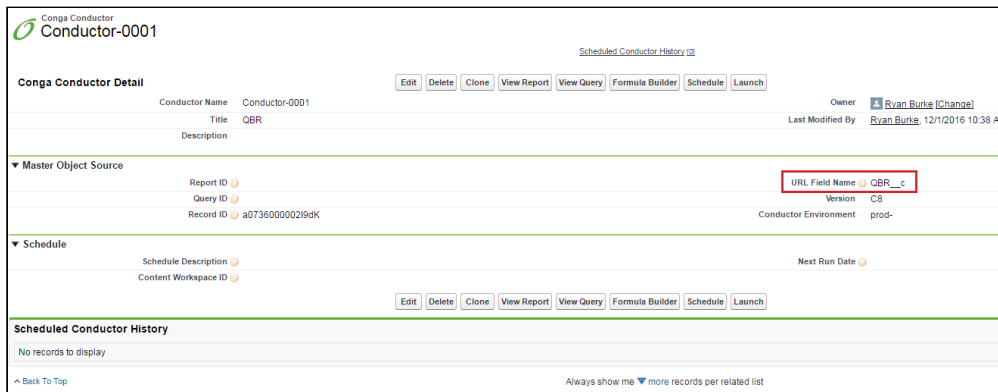 Conga Conductor
Conductor-0001
Scheduled Conductor History [0]
Conga Conductor Detail Edit Delete Clone View Report View Query Formula Builder Schedule Launch
Conductor Name Conductor-0001 Owner Ryan Burke [Change]
Title QBR Last Modified By Ryan Burke, 12/1/2016 10:38 A
Description
▼ Master Object Source
Report ID URL Field Name QBR__c
Query ID Version C8
Record ID a0736000002I9dK Conductor Environment prod-
▼ Schedule
Schedule Description Next Run Date
Content Workspace ID
Edit Delete Clone View Report View Query Formula Builder Schedule Launch
Scheduled Conductor History
No records to display
^ Back To Top Always show me ▼ more records per related list